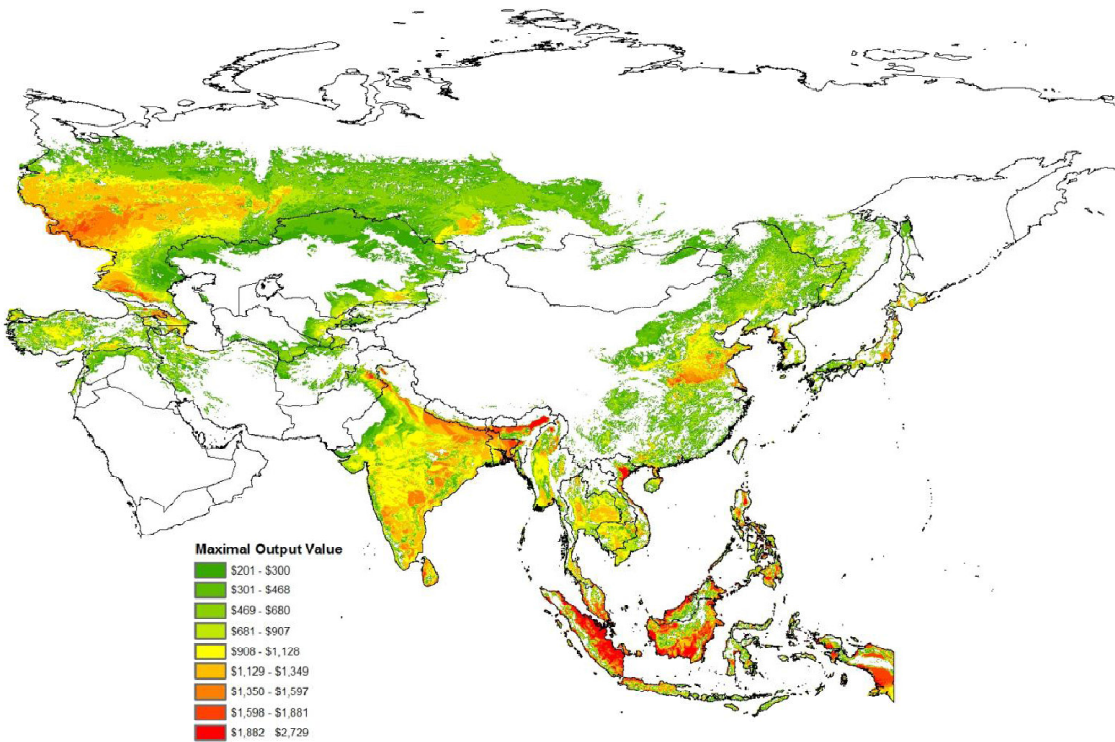 Maximal Output Value
$201 - $300
$301 - $468
$469 - $680
$681 - $907
$908 - $1,128
$1,129 - $1,349
$1,350 - $1,597
$1,598 - $1,881
$1,882 - $2,729